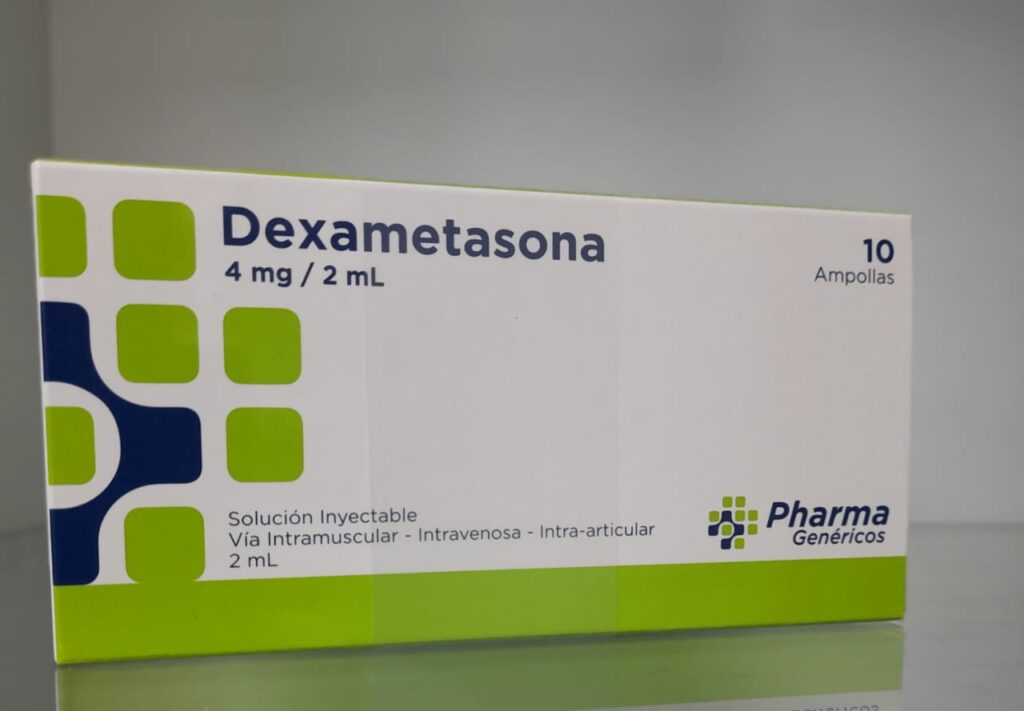 Dexametasona
4 mg / 2 mL
10
Ampollas
Solución Inyectable
Vía Intramuscular - Intravenosa - Intra-articular
2 mL
Pharma
Genéricos